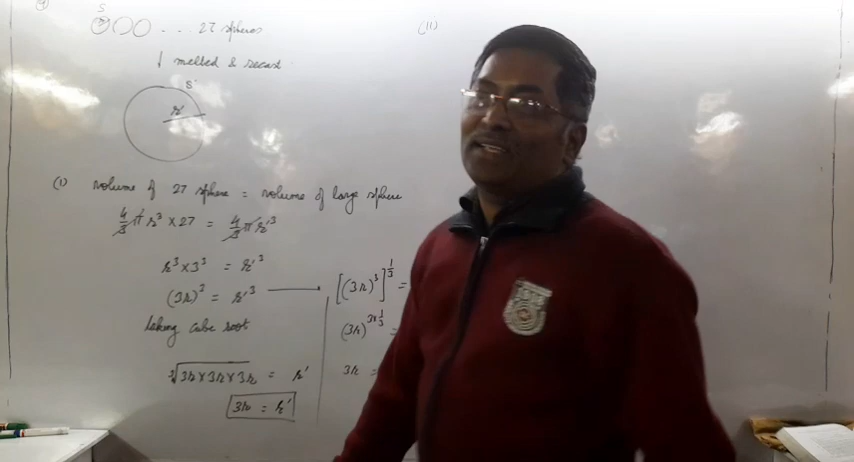 S
... 27 spheres
↓ melted & recast
S'
r'
(i) volume of 27 sphere = volume of large sphere
4/3 π r³ × 27 = 4/3 π r'³
r³ × 3³ = r'³
(3r)³ = r'³
taking cube root
∛3r × 3r × 3r = r'
3r = r'
[(3r)³]^1/3 =
(3r)^3×1/3 =
3r =
(ii)